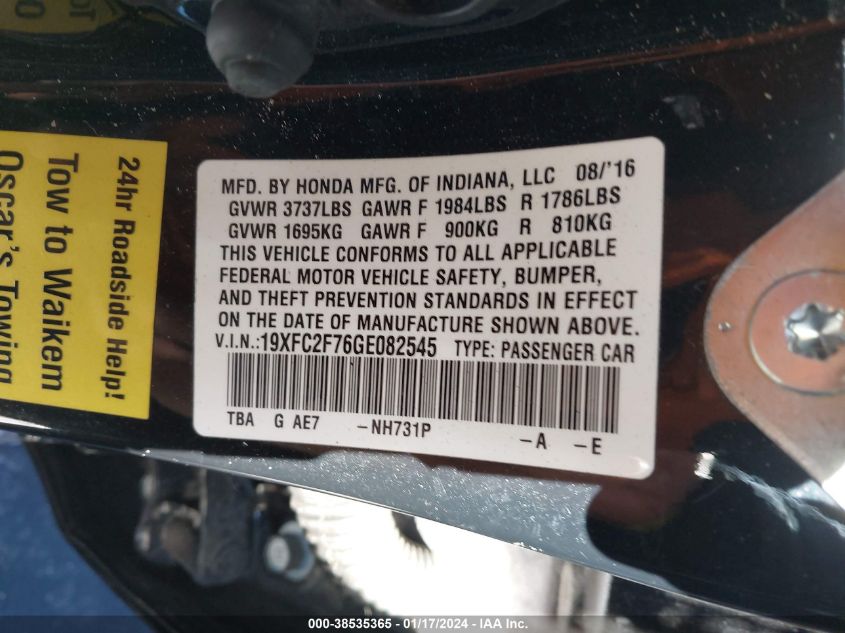 MFD. BY HONDA MFG. OF INDIANA, LLC 08/'16
GVWR 3737LBS GAWR F 1984LBS R 1786LBS
GVWR 1695KG GAWR F 900KG R 810KG
THIS VEHICLE CONFORMS TO ALL APPLICABLE
FEDERAL MOTOR VEHICLE SAFETY, BUMPER,
AND THEFT PREVENTION STANDARDS IN EFFECT
ON THE DATE OF MANUFACTURE SHOWN ABOVE.
V.I.N.:19XFC2F76GE082545 TYPE: PASSENGER CAR
TBA G AE7 -NH731P -A -E
24hr Roadside Help!
Tow to Waikem
Oscar's Towing
000-38535365 - 01/17/2024 - IAA Inc.